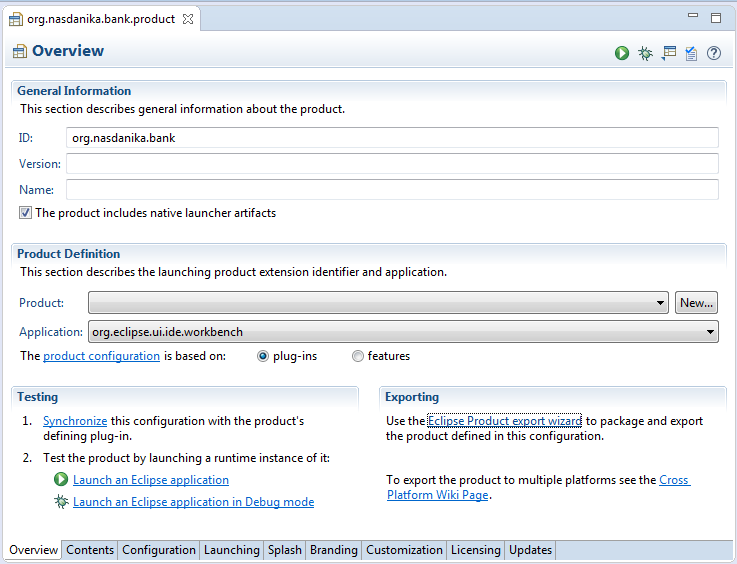 org.nasdanika.bank.product
Overview
General Information
This section describes general information about the product.
ID: org.nasdanika.bank
Version:
Name:
The product includes native launcher artifacts
Product Definition
This section describes the launching product extension identifier and application.
Product: New...
Application: org.eclipse.ui.ide.workbench
The product configuration is based on: plug-ins features
Testing
1. Synchronize this configuration with the product's
defining plug-in.
2. Test the product by launching a runtime instance of it:
Launch an Eclipse application
Launch an Eclipse application in Debug mode
Exporting
Use the Eclipse Product export wizard to package and export
the product defined in this configuration.
To export the product to multiple platforms see the Cross
Platform Wiki Page.
Overview Contents Configuration Launching Splash Branding Customization Licensing Updates